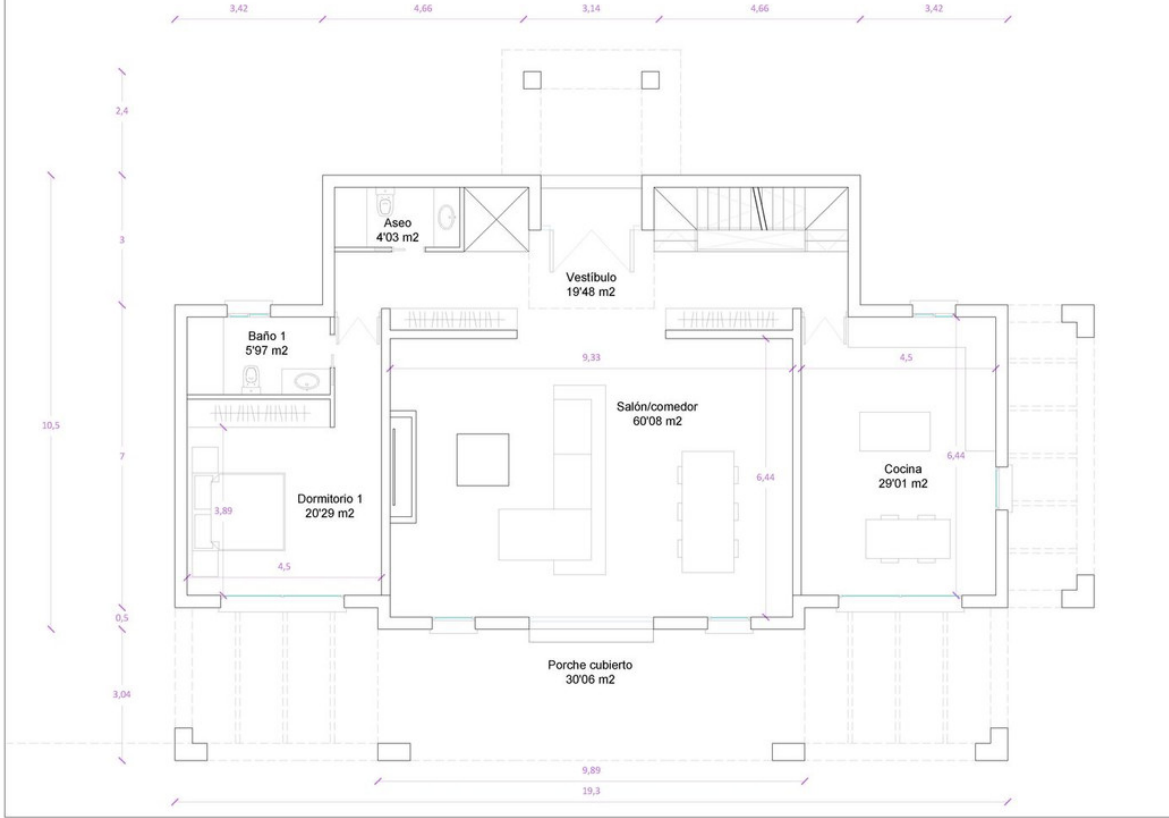 3,42
4,66
3,14
4,66
3,42
2,4
3
Aseo
4'03 m2
Vestíbulo
19'48 m2
Baño 1
5'97 m2
9,33
4,5
Salón/comedor
60'08 m2
10,5
7
6,44
6,44
Cocina
29'01 m2
Dormitorio 1
20'29 m2
3,89
4,5
0,5
Porche cubierto
30'06 m2
3,04
9,89
19,3